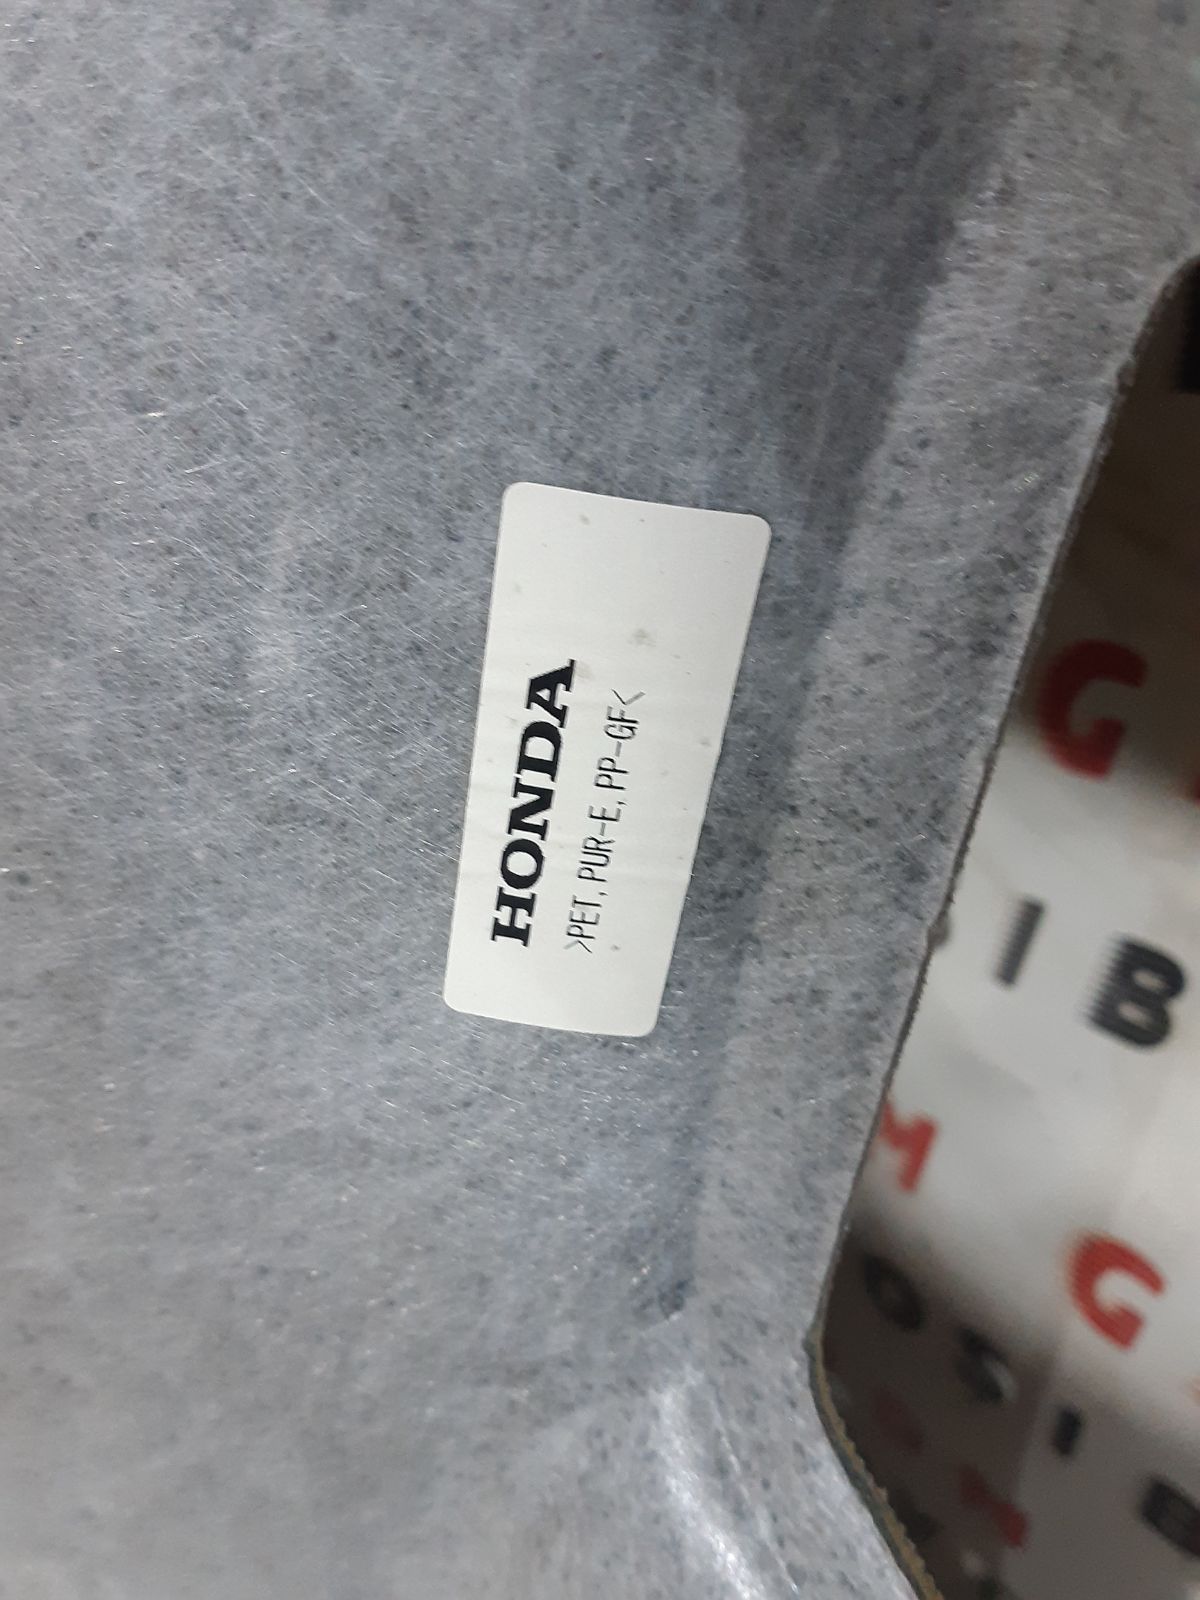 HONDA
>PET, PUR-E, PP-GF<
G
I B
M
G